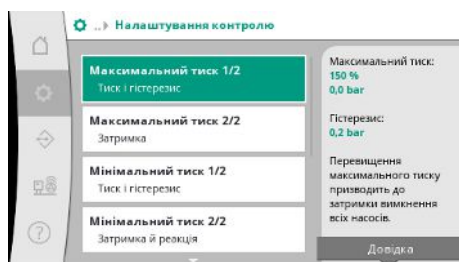 ..▸ Налаштування контролю
Максимальний тиск 1/2
Тиск і гістерезис
Максимальний тиск 2/2
Затримка
Мінімальний тиск 1/2
Тиск і гістерезис
Мінімальний тиск 2/2
Затримка й реакція
Максимальний тиск:
150 %
0,0 bar
Гістерезис:
0,2 bar
Перевищення
максимального тиску
призводить до
затримки вимкнення
всіх насосів.
Довідка